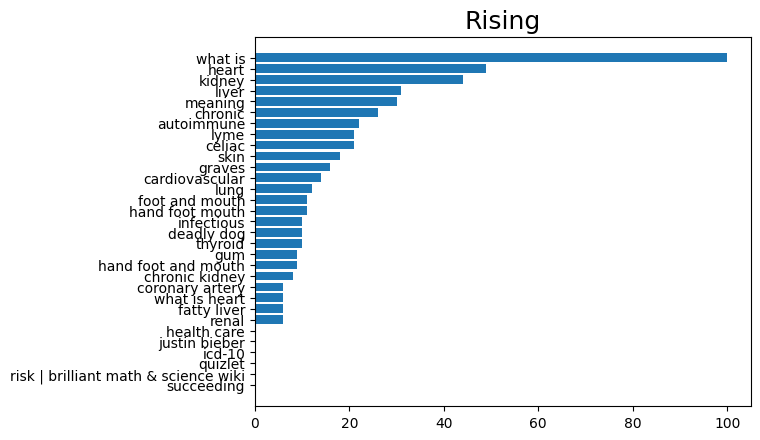 Rising
what is
heart
kidney
liver
meaning
chronic
autoimmune
lyme
celiac
skin
graves
cardiovascular
lung
foot and mouth
hand foot mouth
infectious
deadly dog
thyroid
gum
hand foot and mouth
chronic kidney
coronary artery
what is heart
fatty liver
renal
health care
justin bieber
icd-10
quizlet
risk | brilliant math & science wiki
succeeding
0 20 40 60 80 100